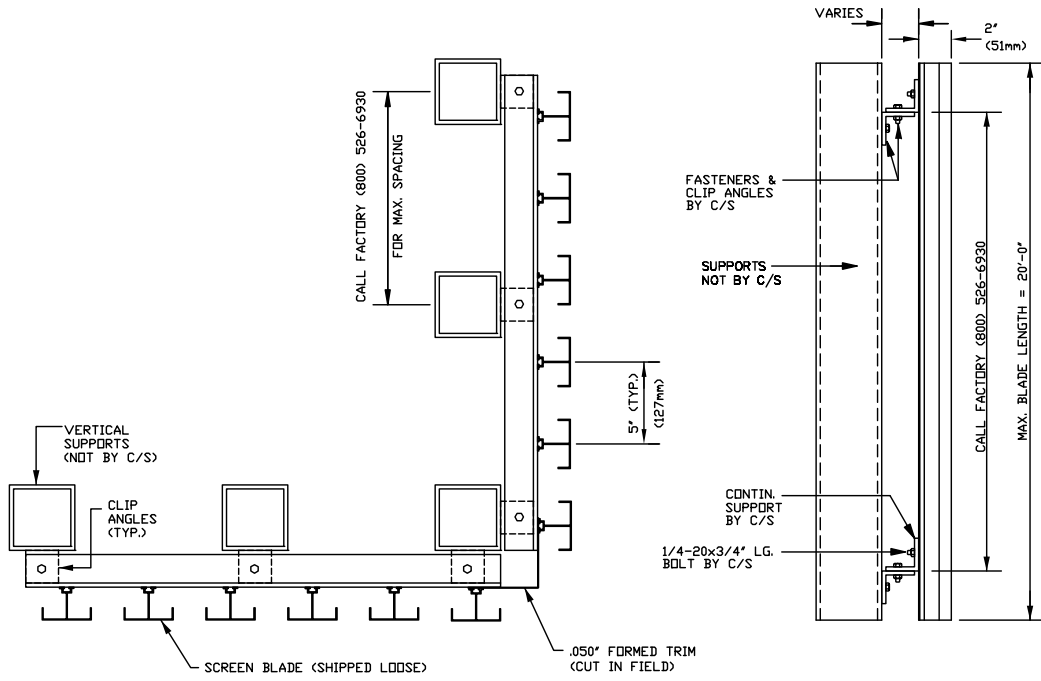 CALL FACTORY (800) 526-6930
FOR MAX. SPACING
5" (TYP.)
(127mm)
VERTICAL
SUPPORTS
(NOT BY C/S)
CLIP
ANGLES
(TYP.)
SCREEN BLADE (SHIPPED LOOSE)
.050" FORMED TRIM
(CUT IN FIELD)
VARIES
2"
(51mm)
FASTENERS &
CLIP ANGLES
BY C/S
SUPPORTS
NOT BY C/S
CALL FACTORY (800) 526-6930
MAX. BLADE LENGTH = 20'-0"
CONTIN.
SUPPORT
BY C/S
1/4-20x3/4" LG.
BOLT BY C/S